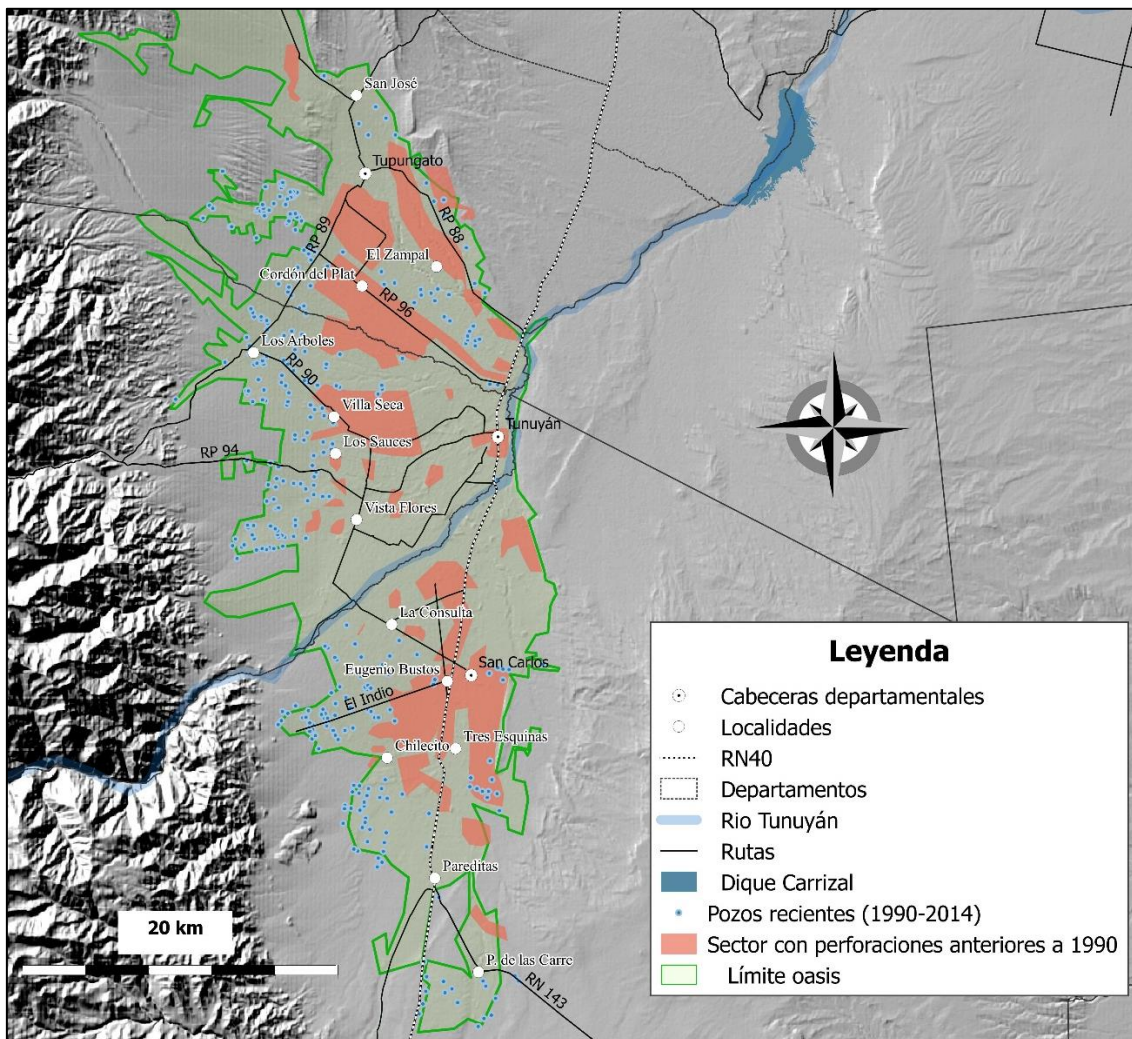 San José
Tupungato
RP 89
RP 88
El Zampal
Cordón del Plat
RP 96
Los Arboles
RP 90
Villa Seca
Tunuyán
Los Sauces
RP 94
Vista Flores
La Consulta
Eugenio Bustos
San Carlos
El Indio
Tres Esquinas
Chilecito
Pareditas
P. de las Carre
RN 143
20 km
Leyenda
Cabeceras departamentales
Localidades
RN40
Departamentos
Rio Tunuyán
Rutas
Dique Carrizal
Pozos recientes (1990-2014)
Sector con perforaciones anteriores a 1990
Límite oasis